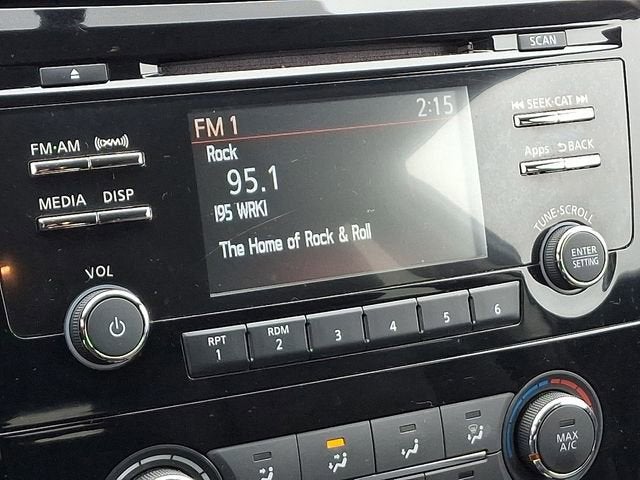 SCAN
FM 1 2:15
Rock
95.1
I95 WRKI
The Home of Rock & Roll
FM·AM ((XM))
MEDIA DISP
VOL
SEEK·CAT
Apps BACK
TUNE·SCROLL
ENTER
SETTING
RPT
1
RDM
2
3
4
5
6
MAX
A/C